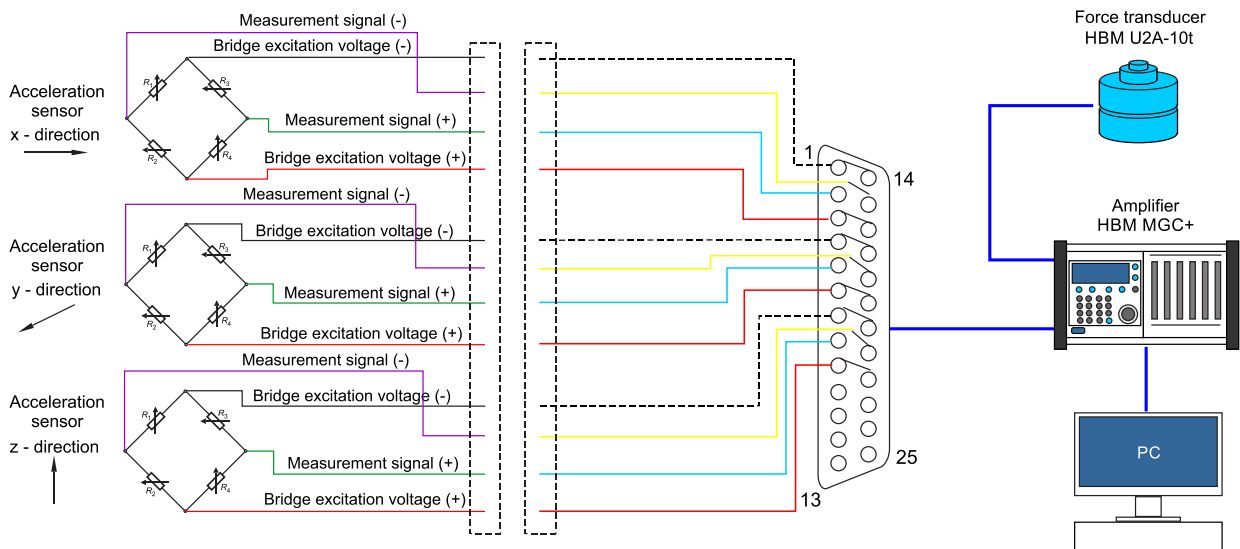 Measurement signal (-)
Bridge excitation voltage (-)
R1
R3
Acceleration
sensor
x - direction
Measurement signal (+)
R2
R4
Bridge excitation voltage (+)
Measurement signal (-)
Bridge excitation voltage (-)
R1
R3
Acceleration
sensor
y - direction
Measurement signal (+)
R2
R4
Bridge excitation voltage (+)
Measurement signal (-)
Bridge excitation voltage (-)
R1
R3
Acceleration
sensor
z - direction
Measurement signal (+)
R2
R4
Bridge excitation voltage (+)
1
14
25
13
Force transducer
HBM U2A-10t
Amplifier
HBM MGC+
PC